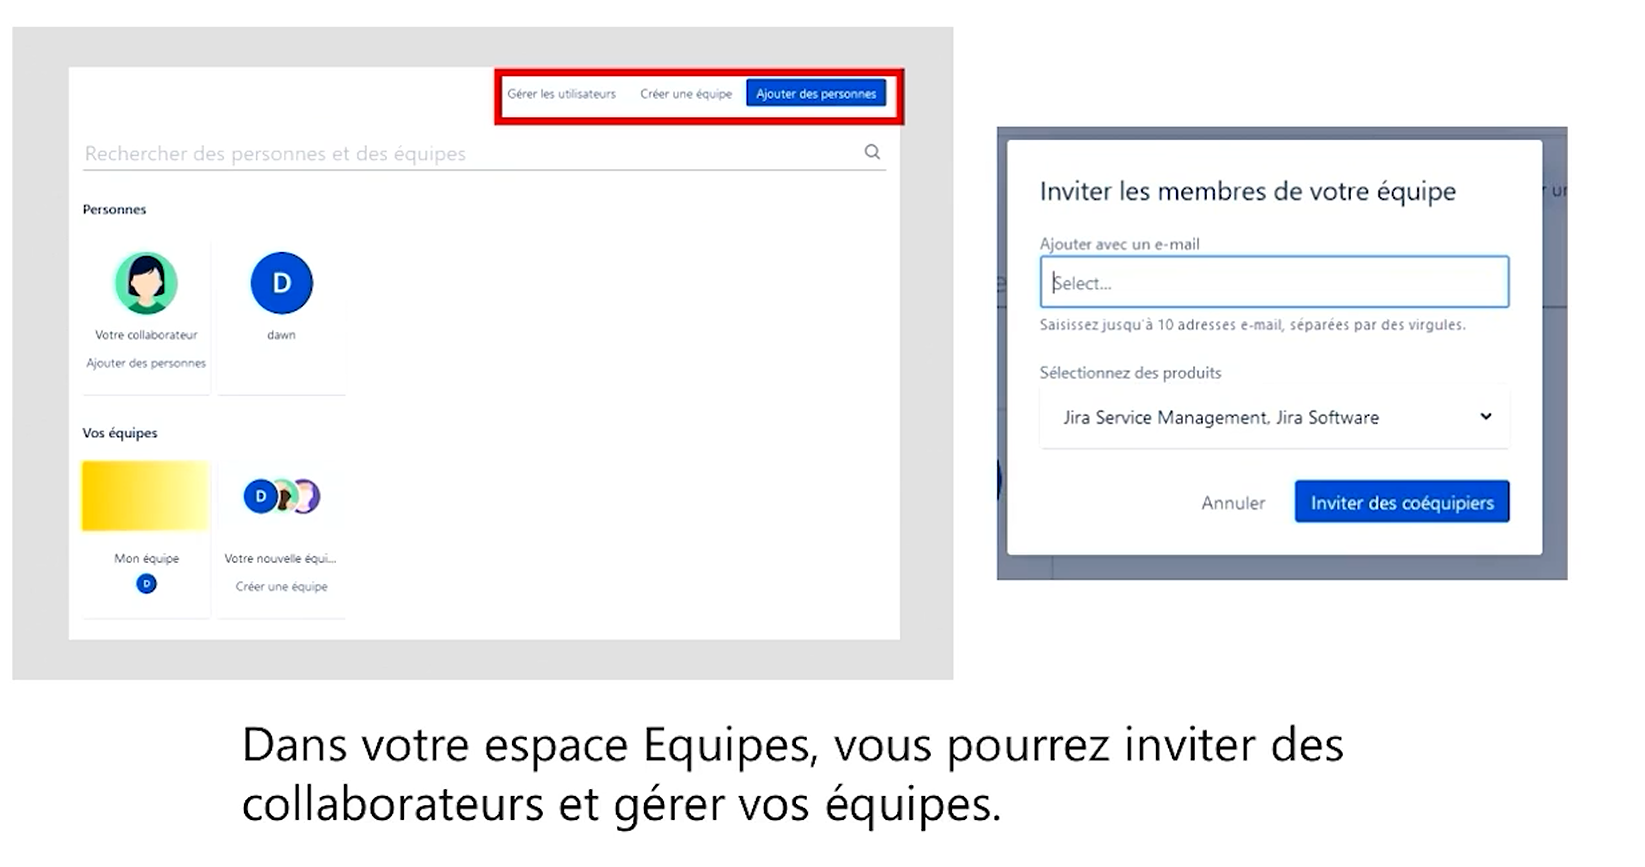 Gérer les utilisateurs Créer une équipe Ajouter des personnes
Rechercher des personnes et des équipes
Personnes
D
Votre collaborateur dawn
Ajouter des personnes
Vos équipes
D
Mon équipe Votre nouvelle équi...
D Créer une équipe
Inviter les membres de votre équipe
Ajouter avec un e-mail
Select...
Saisissez jusqu'à 10 adresses e-mail, séparées par des virgules.
Sélectionnez des produits
Jira Service Management, Jira Software
Annuler Inviter des coéquipiers
Dans votre espace Equipes, vous pourrez inviter des
collaborateurs et gérer vos équipes.